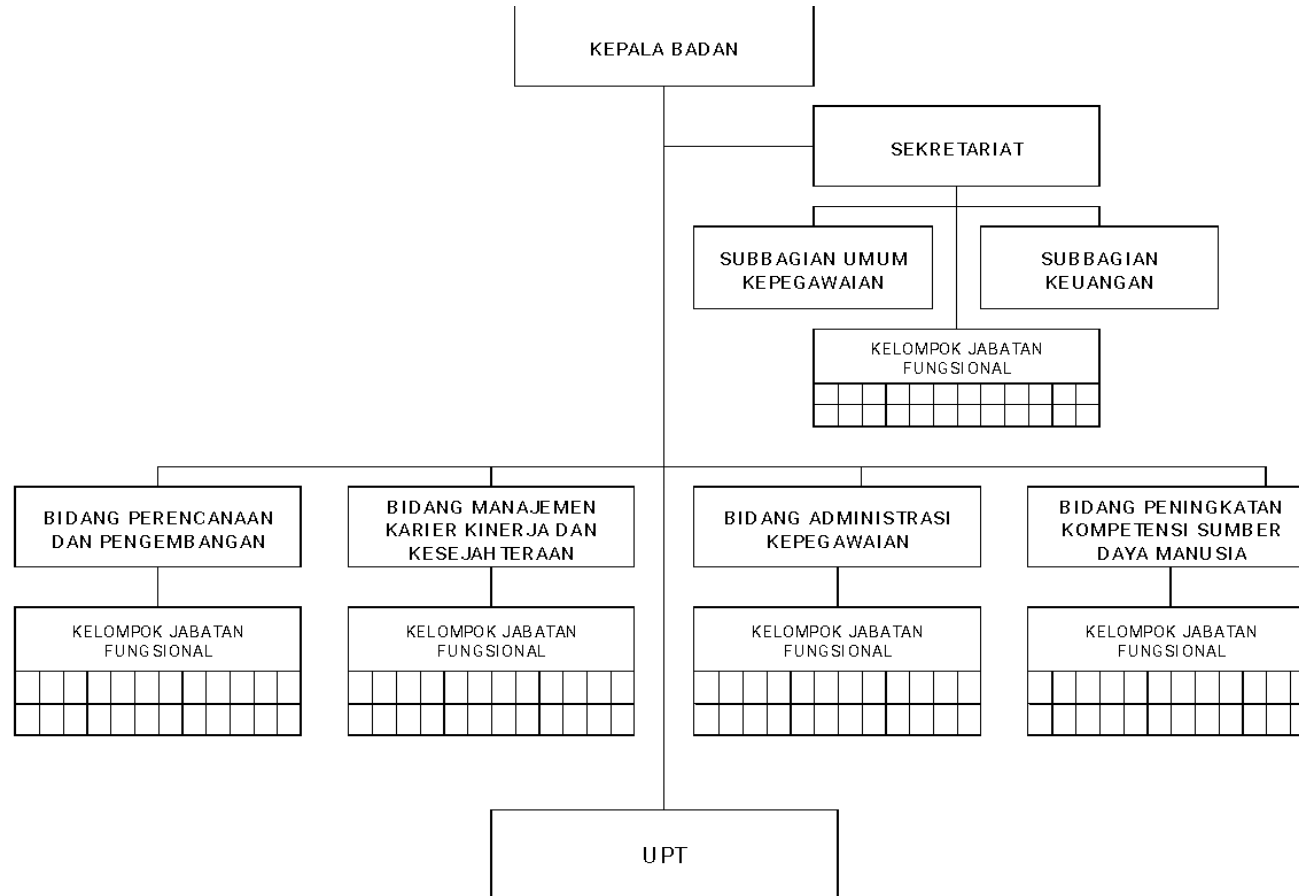 KEPALA BADAN
SEKRETARIAT
SUBBAGIAN UMUM
KEPEGAWAIAN
SUBBAGIAN
KEUANGAN
KELOMPOK JABATAN
FUNGSIONAL
BIDANG PERENCANAAN
DAN PENGEMBANGAN
BIDANG MANAJEMEN
KARIER KINERJA DAN
KESEJAHTERAAN
BIDANG ADMINISTRASI
KEPEGAWAIAN
BIDANG PENINGKATAN
KOMPETENSI SUMBER
DAYA MANUSIA
KELOMPOK JABATAN
FUNGSIONAL
KELOMPOK JABATAN
FUNGSIONAL
KELOMPOK JABATAN
FUNGSIONAL
KELOMPOK JABATAN
FUNGSIONAL
UPT